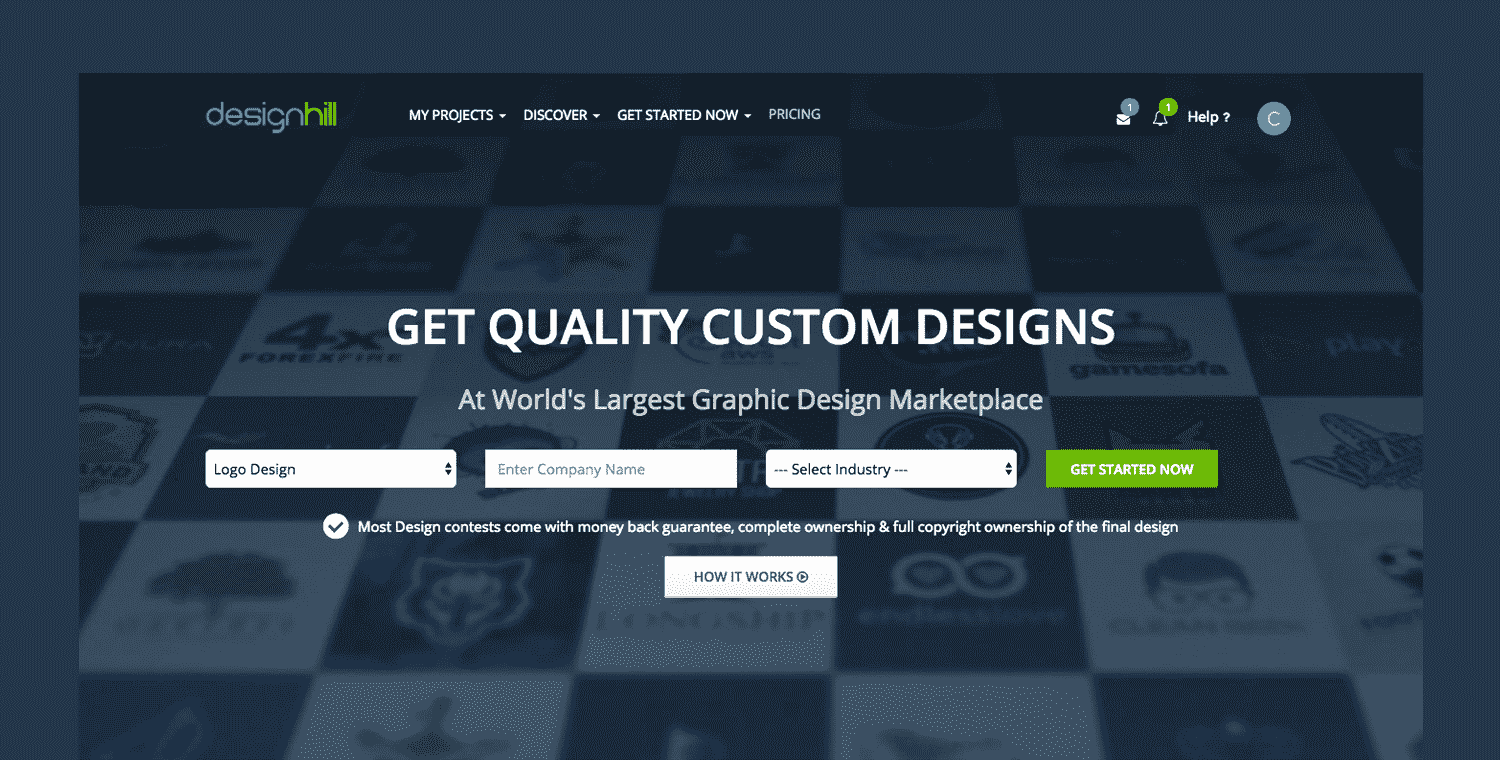 designhill
MY PROJECTS
DISCOVER
GET STARTED NOW
PRICING
1
1
Help ?
C
GET QUALITY CUSTOM DESIGNS
At World's Largest Graphic Design Marketplace
Logo Design
Enter Company Name
--- Select Industry ---
GET STARTED NOW
Most Design contests come with money back guarantee, complete ownership & full copyright ownership of the final design
HOW IT WORKS
4x
FOREXFIRE
aws
gamesofa
play
LONGSHIP